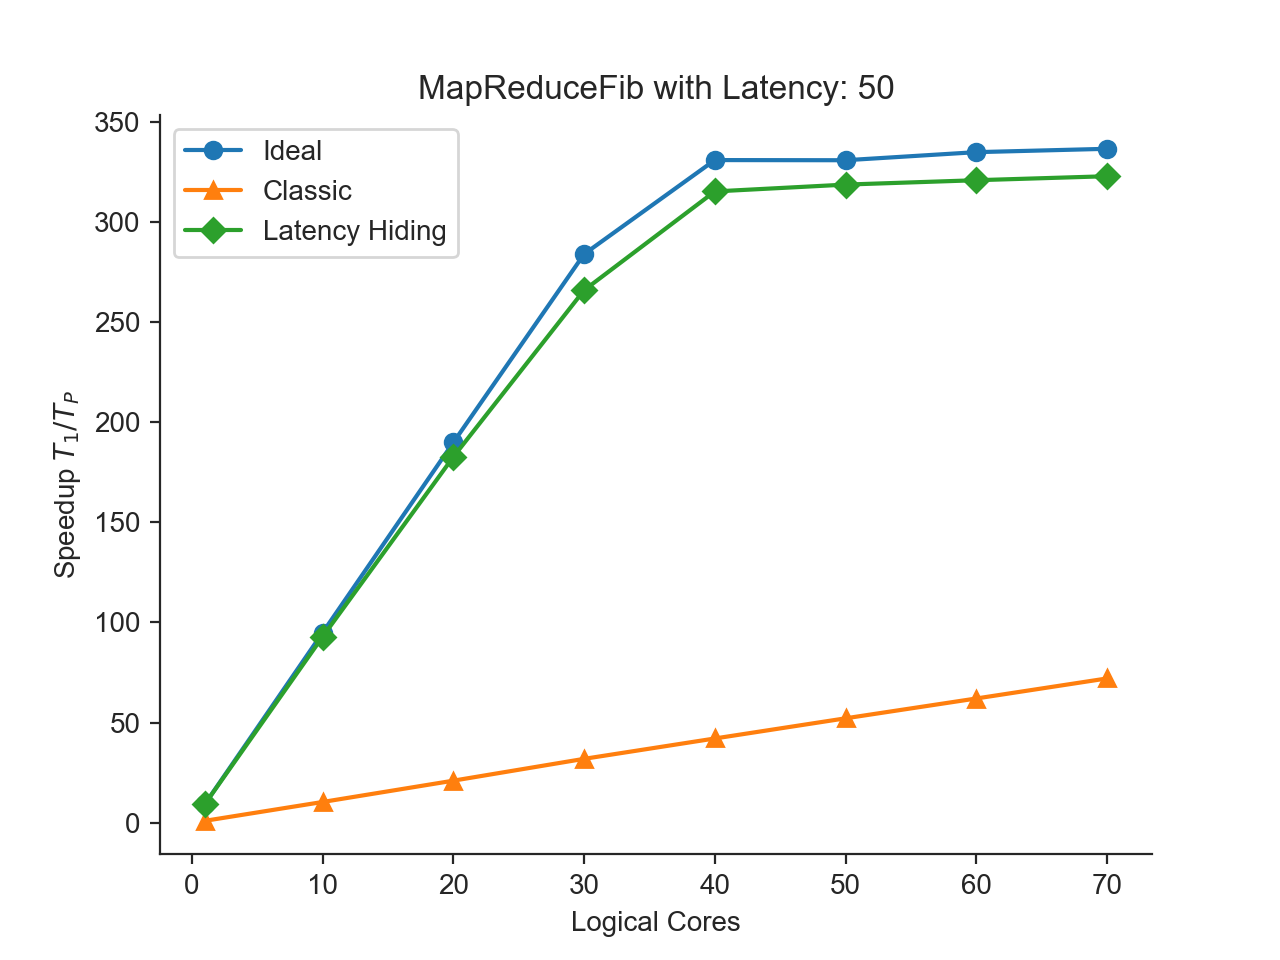 MapReduceFib with Latency: 50
350
300
250
200
150
100
50
0
Ideal
Classic
Latency Hiding
Speedup T₁/Tₚ
0 10 20 30 40 50 60 70
Logical Cores